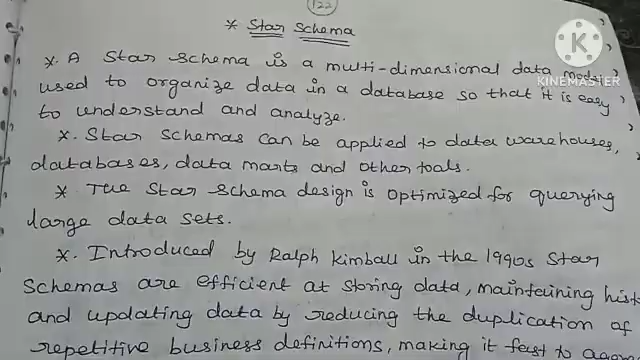 122
* Star Schema
*. A Star schema is a multi-dimensional data model
used to organize data in a database so that it is easy
to understand and analyze.
*. Star schemas can be applied to data warehouses,
databases, data marts and other tools.
* The Star schema design is optimized for querying
large data sets.
*. Introduced by Ralph Kimball in the 1990s Star
schemas are efficient at storing data, maintaining hist
and updating data by reducing the duplication of
repetitive business definitions, making it fast to
K
KINEMASTER